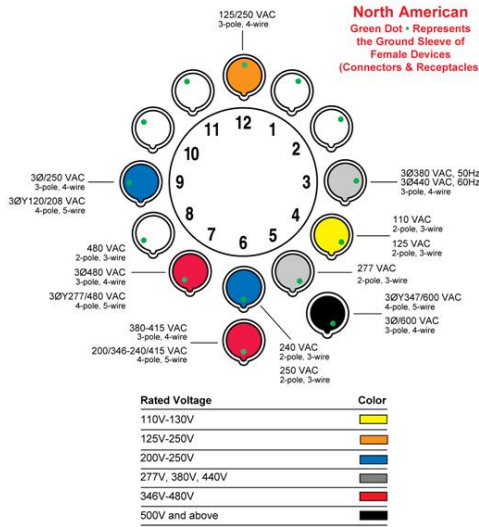 North American
Green Dot • Represents
the Ground Sleeve of
Female Devices
(Connectors & Receptacles
125/250 VAC
3-pole, 4-wire
12
1
2
3
4
5
6
7
8
9
10
11
3Ø380 VAC, 50Hz
3Ø440 VAC, 60Hz
3-pole, 4-wire
110 VAC
2-pole, 3-wire
125 VAC
2-pole, 3-wire
277 VAC
2-pole, 3-wire
3ØY347/600 VAC
4-pole, 5-wire
3Ø/600 VAC
3-pole, 4-wire
240 VAC
2-pole, 3-wire
250 VAC
2-pole, 3-wire
380-415 VAC
3-pole, 4-wire
200/346-240/415 VAC
4-pole, 5-wire
480 VAC
2-pole, 3-wire
3Ø480 VAC
3-pole, 4-wire
3ØY277/480 VAC
4-pole, 5-wire
3Ø/250 VAC
3-pole, 4-wire
3ØY120/208 VAC
4-pole, 5-wire
Rated Voltage Color
110V-130V
125V-250V
200V-250V
277V, 380V, 440V
346V-480V
500V and above